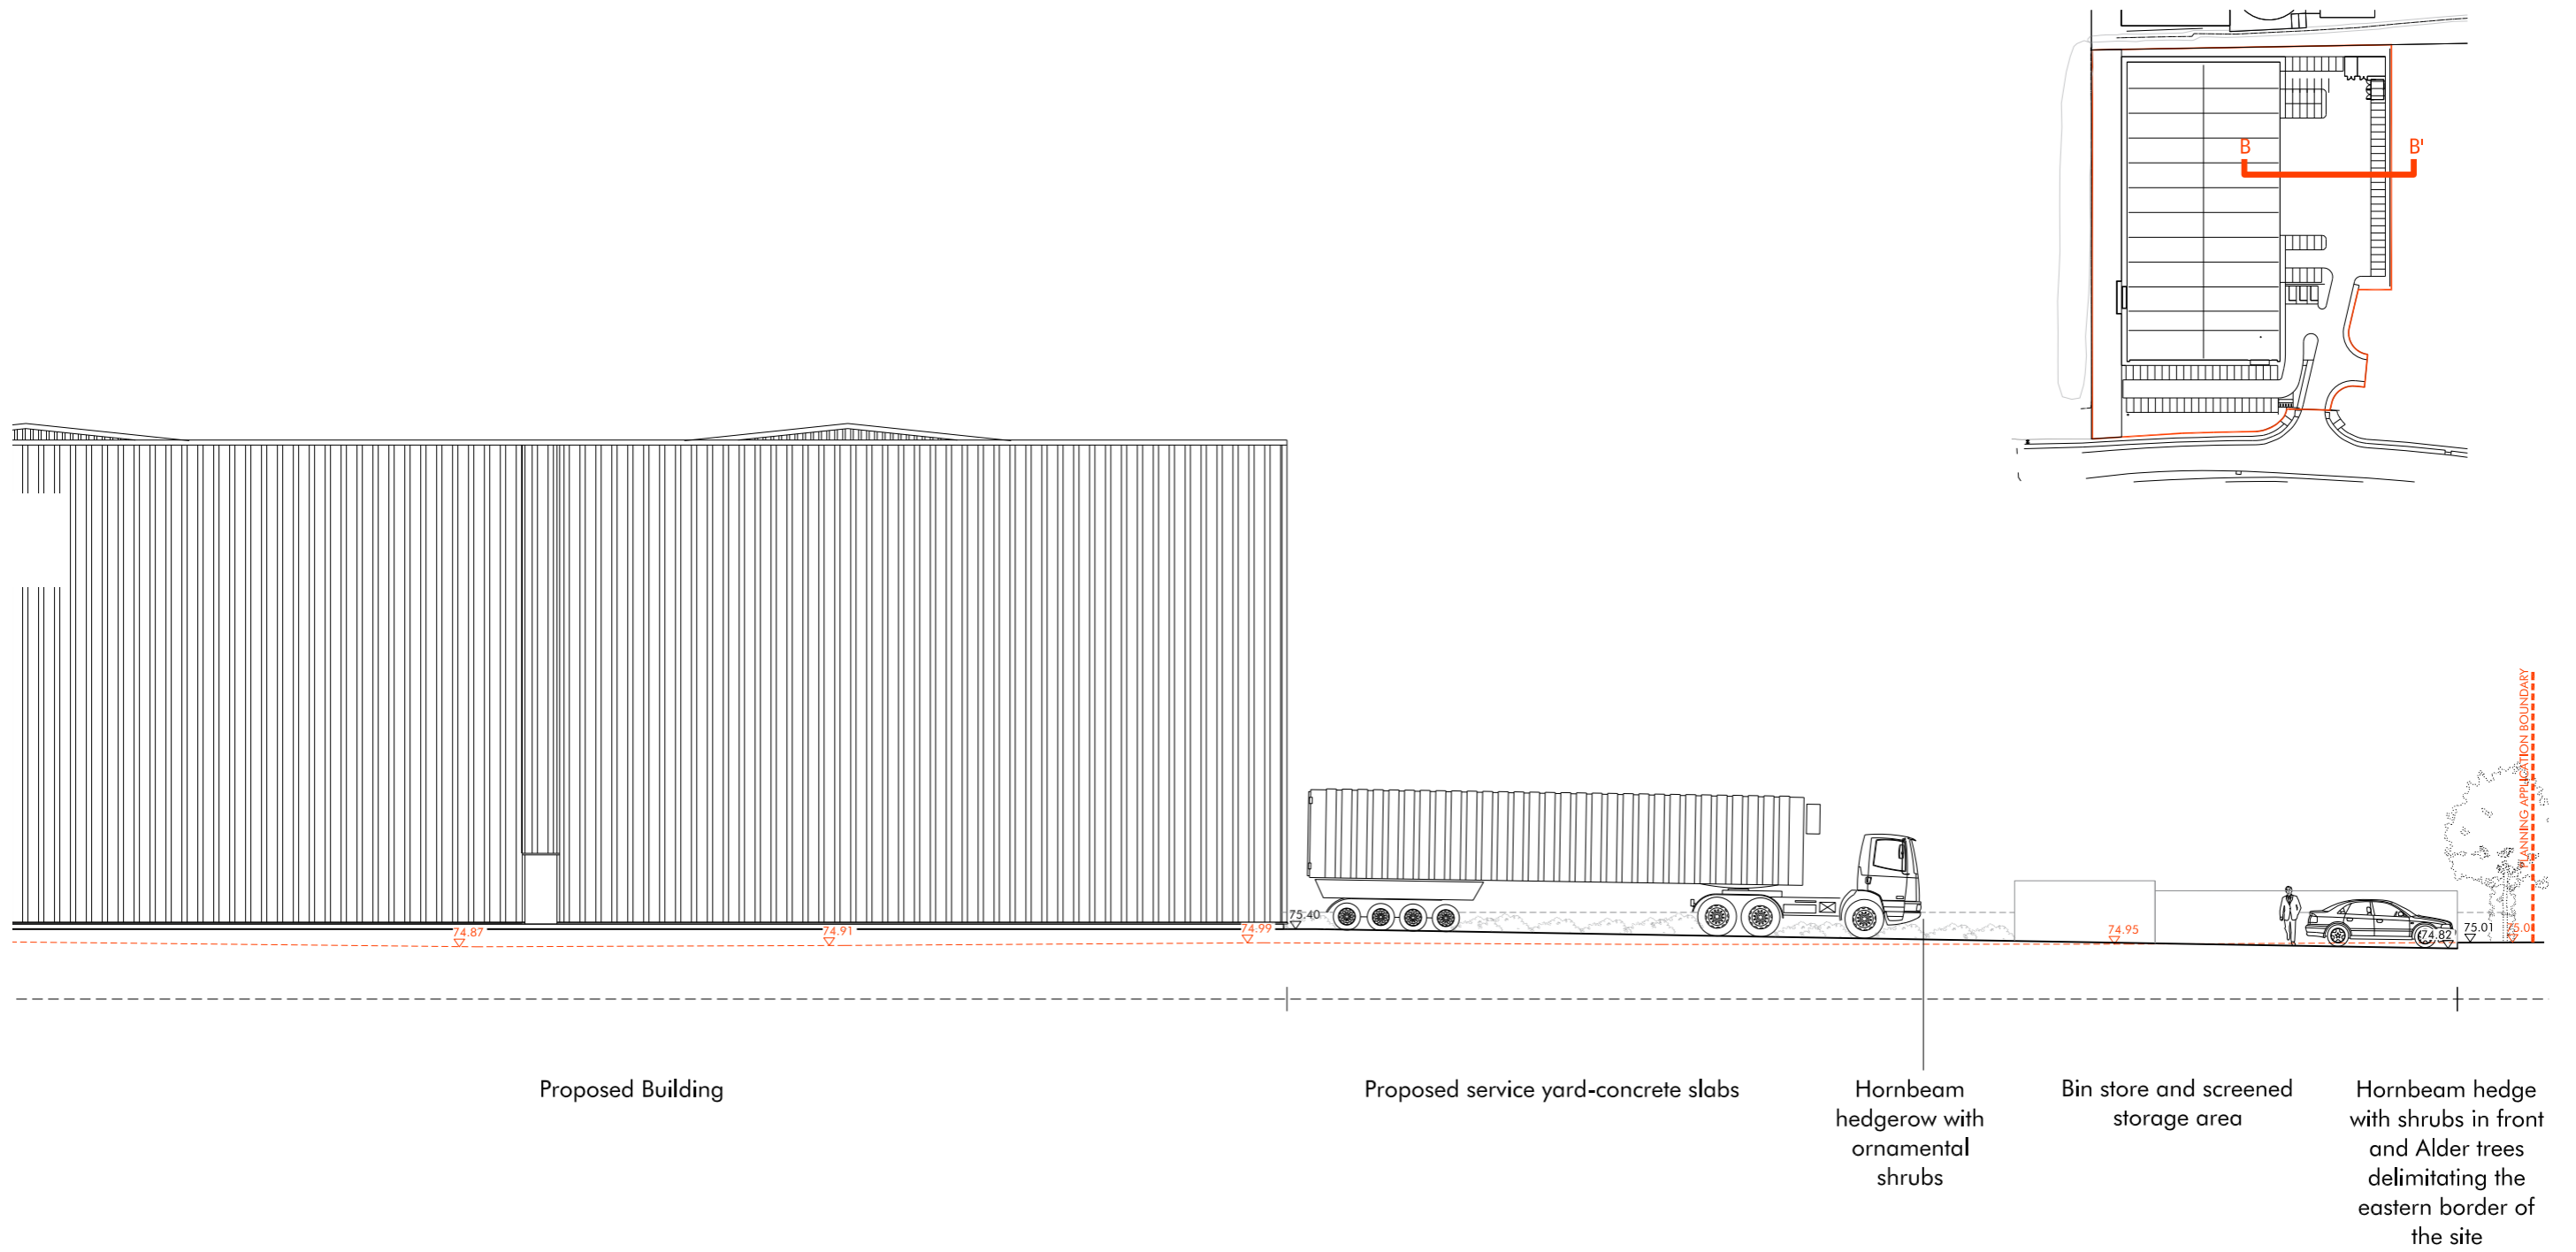 B
B'
PLANNING APPLICATION BOUNDARY
75.40
74.87
74.91
74.99
74.95
74.82
75.01
75.0
Proposed Building
Proposed service yard-concrete slabs
Hornbeam
hedgerow with
ornamental
shrubs
Bin store and screened
storage area
Hornbeam hedge
with shrubs in front
and Alder trees
delimitating the
eastern border of
the site